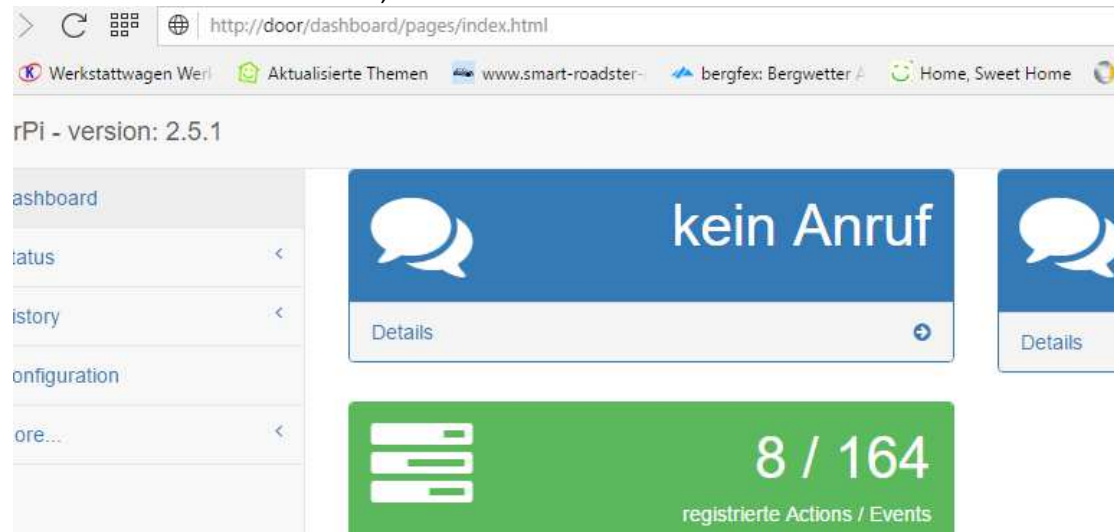 http://door/dashboard/pages/index.html
Werkstattwagen Werl
Aktualisierte Themen
www.smart-roadster-
bergfex: Bergwetter A
Home, Sweet Home
rPi - version: 2.5.1
ashboard
tatus
istory
onfiguration
ore...
kein Anruf
Details
Details
8 / 164
registrierte Actions / Events